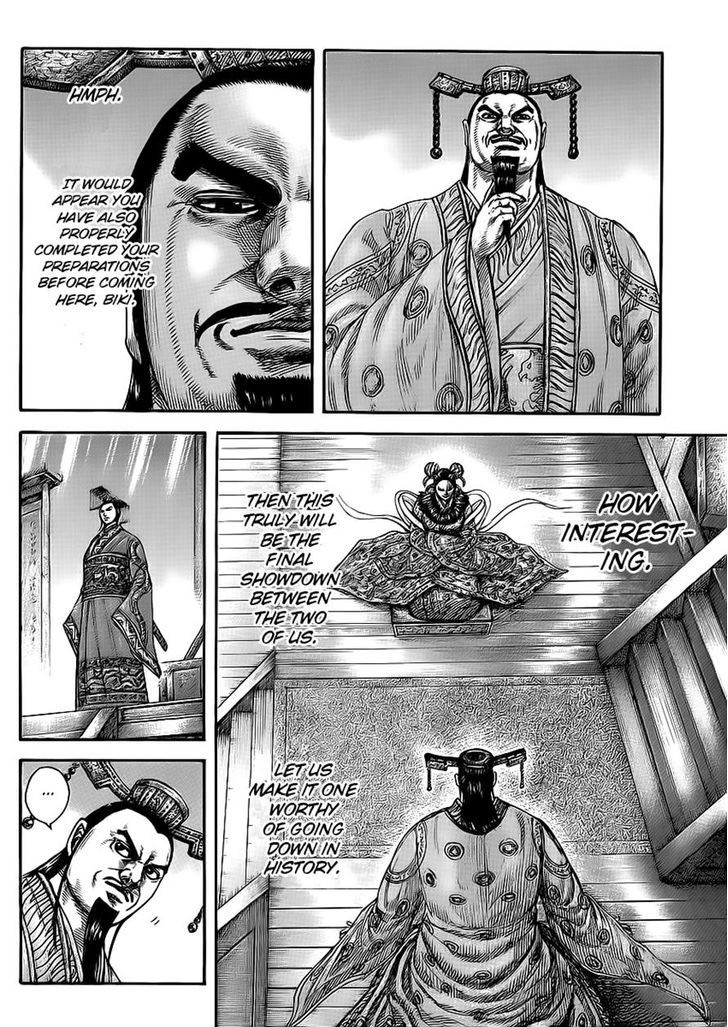 HMPH.
IT WOULD
APPEAR YOU
HAVE ALSO
PROPERLY
COMPLETED YOUR
PREPARATIONS
BEFORE COMING
HERE, BIKI.
HOW
INTEREST-
ING.
THEN THIS
TRULY WILL
BE THE
FINAL
SHOWDOWN
BETWEEN
THE TWO
OF US.
LET US
MAKE IT ONE
WORTHY
OF GOING
DOWN IN
HISTORY.
...